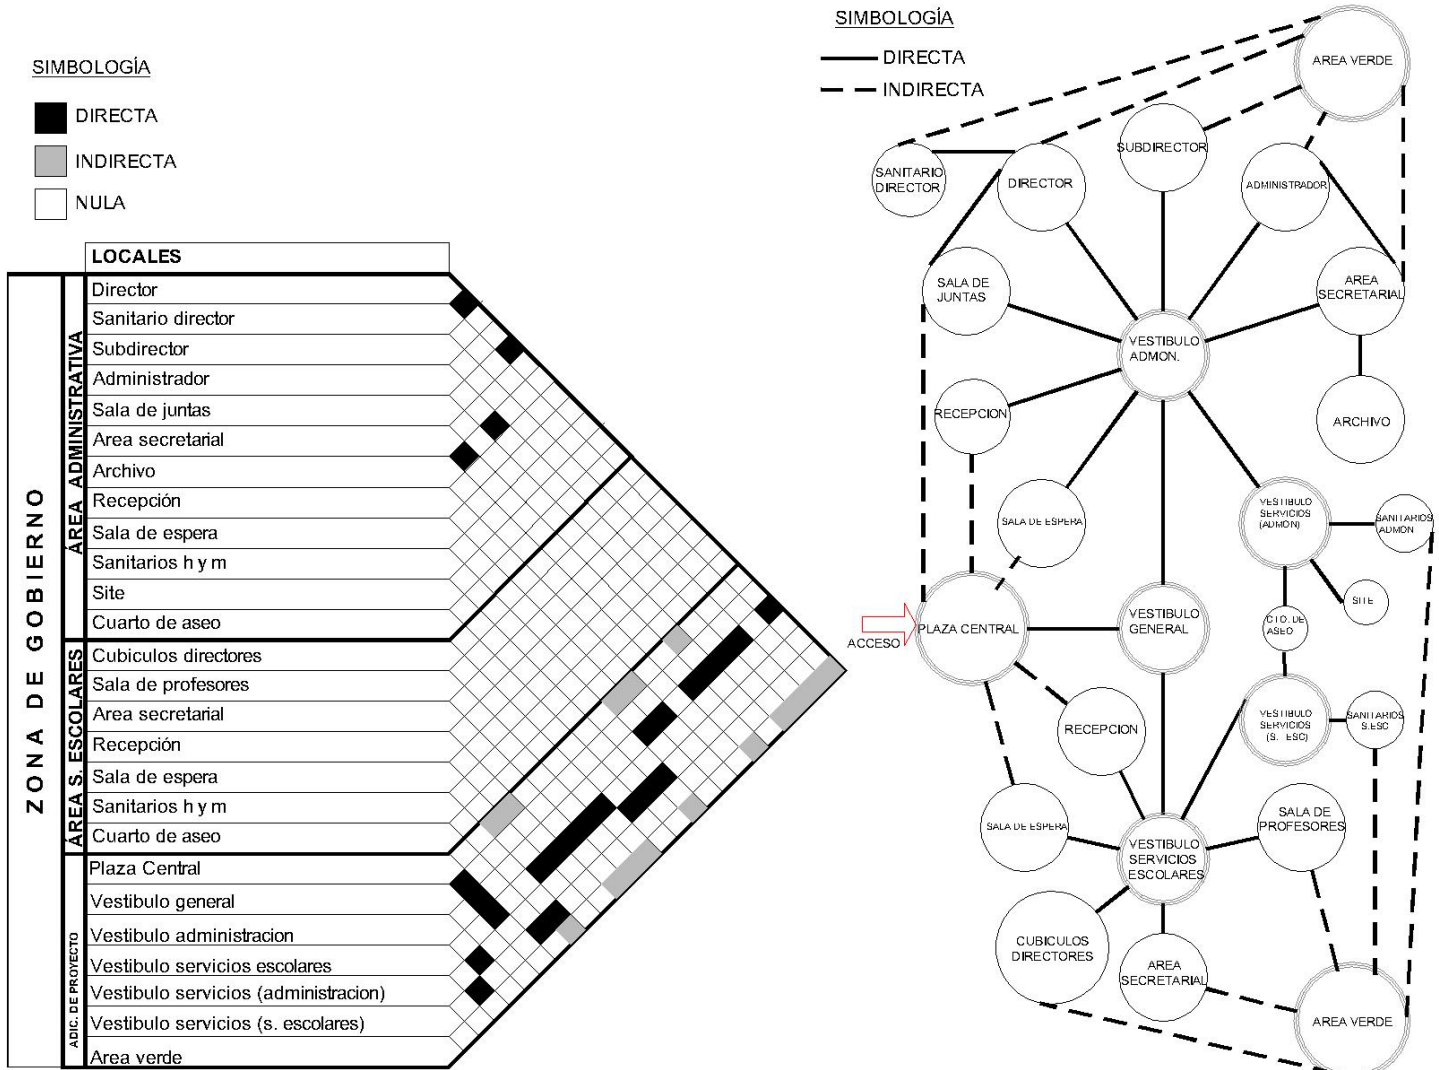 SIMBOLOGÍA
DIRECTA
INDIRECTA
NULA
LOCALES
Director
Sanitario director
Subdirector
Administrador
Sala de juntas
Area secretarial
Archivo
Recepción
Sala de espera
Sanitarios h y m
Site
Cuarto de aseo
Cubiculos directores
Sala de profesores
Area secretarial
Recepción
Sala de espera
Sanitarios h y m
Cuarto de aseo
Plaza Central
Vestibulo general
Vestibulo administracion
Vestibulo servicios escolares
Vestibulo servicios (administracion)
Vestibulo servicios (s. escolares)
Area verde
ZONA DE GOBIERNO
ÁREA ADMINISTRATIVA
ÁREA S. ESCOLARES
ADIC. DE PROYECTO
SIMBOLOGÍA
DIRECTA
INDIRECTA
AREA VERDE
SUBDIRECTOR
SANITARIO
DIRECTOR
DIRECTOR
ADMINISTRADOR
SALA DE
JUNTAS
AREA
SECRETARIAL
VESTIBULO
ADMON.
RECEPCION
ARCHIVO
SALA DE ESPERA
VESTIBULO
SERVICIOS
(ADMON)
SANITARIOS
ADMON
SITE
CTO. DE
ASEO
PLAZA CENTRAL
ACCESO
VESTIBULO
GENERAL
RECEPCION
VESTIBULO
SERVICIOS
(S. ESC)
SANITARIOS
S.ESC
SALA DE ESPERA
SALA DE
PROFESORES
VESTIBULO
SERVICIOS
ESCOLARES
CUBICULOS
DIRECTORES
AREA
SECRETARIAL
AREA VERDE